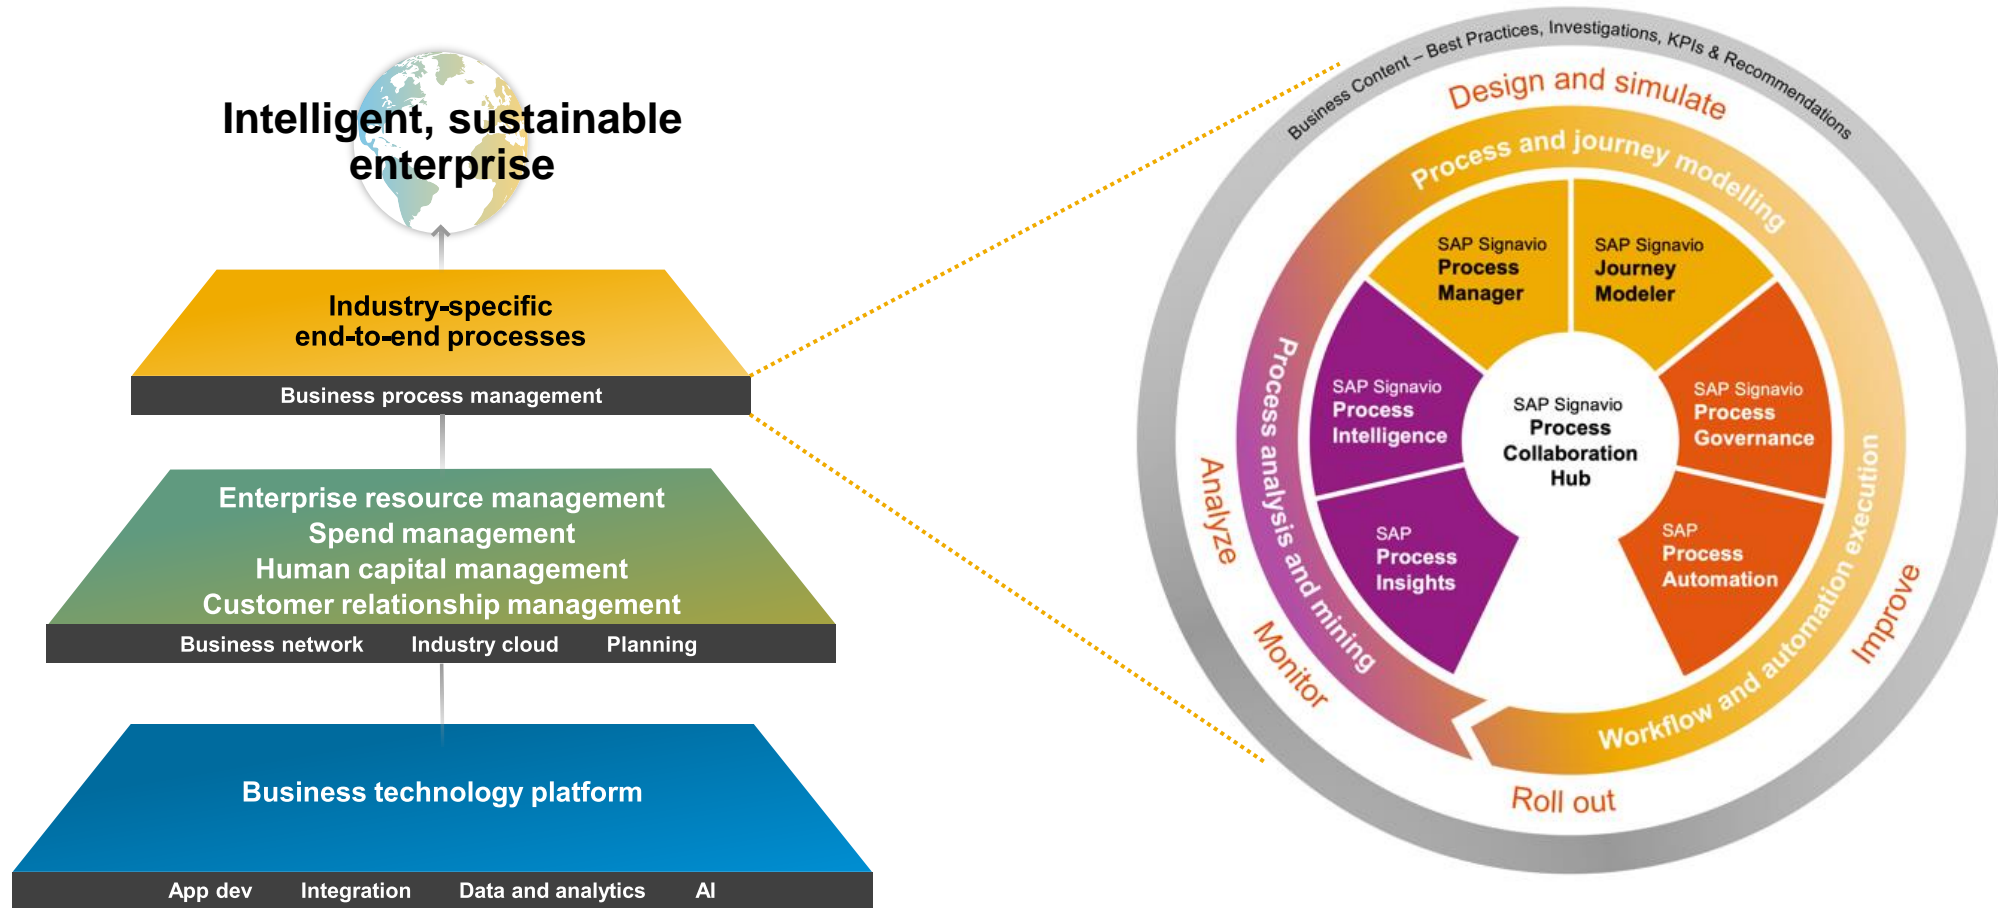 Intelligent, sustainable
enterprise
Industry-specific
end-to-end processes
Business process management
Enterprise resource management
Spend management
Human capital management
Customer relationship management
Business network Industry cloud Planning
Business technology platform
App dev Integration Data and analytics AI
Business Content – Best Practices, Investigations, KPIs & Recommendations
Design and simulate
Process and journey modelling
SAP Signavio
Process
Manager
SAP Signavio
Journey
Modeler
SAP Signavio
Process
Intelligence
SAP Signavio
Process
Collaboration
Hub
SAP Signavio
Process
Governance
SAP
Process
Insights
SAP
Process
Automation
Process analysis and mining
Workflow and automation execution
Analyze
Monitor
Improve
Roll out